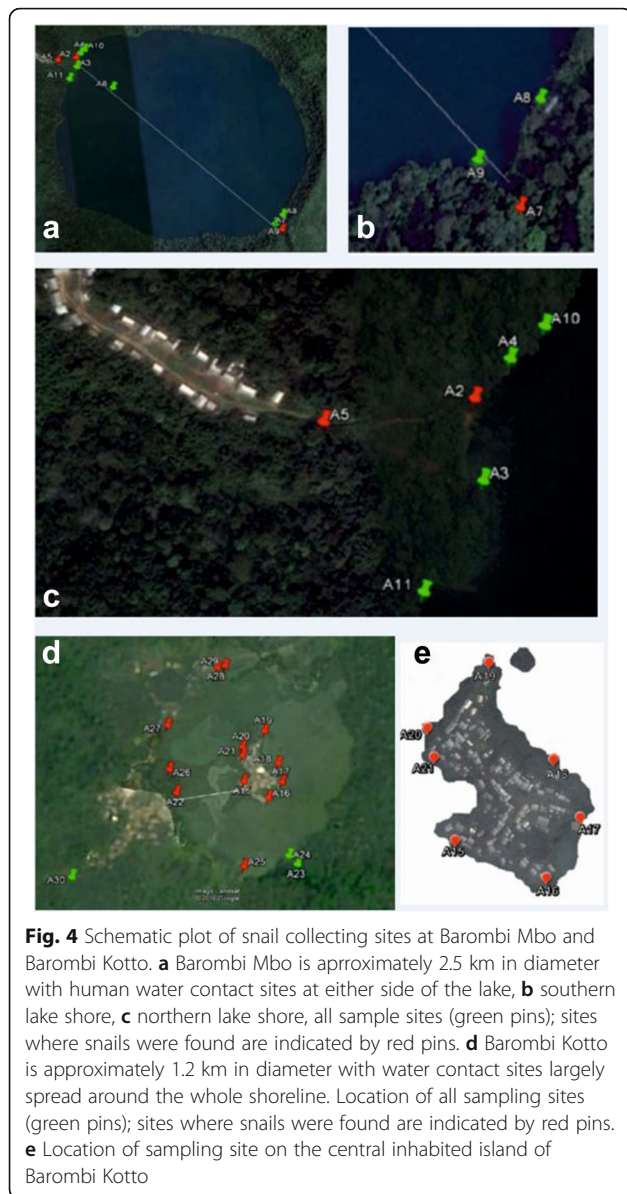 A4
A10
A5
A2
A3
A11
A6
A8
A9
a
A8
A9
A7
b
A10
A4
A2
A5
A3
A11
c
d
A29
A28
A27
A19
A20
A21
A18
A26
A17
A22
A15
A16
A24
A25
A23
A30
Image Landsat
© 2016 Google
e
A19
A20
A21
A18
A17
A15
A16
Fig. 4 Schematic plot of snail collecting sites at Barombi Mbo and
Barombi Kotto. a Barombi Mbo is aprroximately 2.5 km in diameter
with human water contact sites at either side of the lake, b southern
lake shore, c northern lake shore, all sample sites (green pins); sites
where snails were found are indicated by red pins. d Barombi Kotto
is approximately 1.2 km in diameter with water contact sites largely
spread around the whole shoreline. Location of all sampling sites
(green pins); sites where snails were found are indicated by red pins.
e Location of sampling site on the central inhabited island of
Barombi Kotto